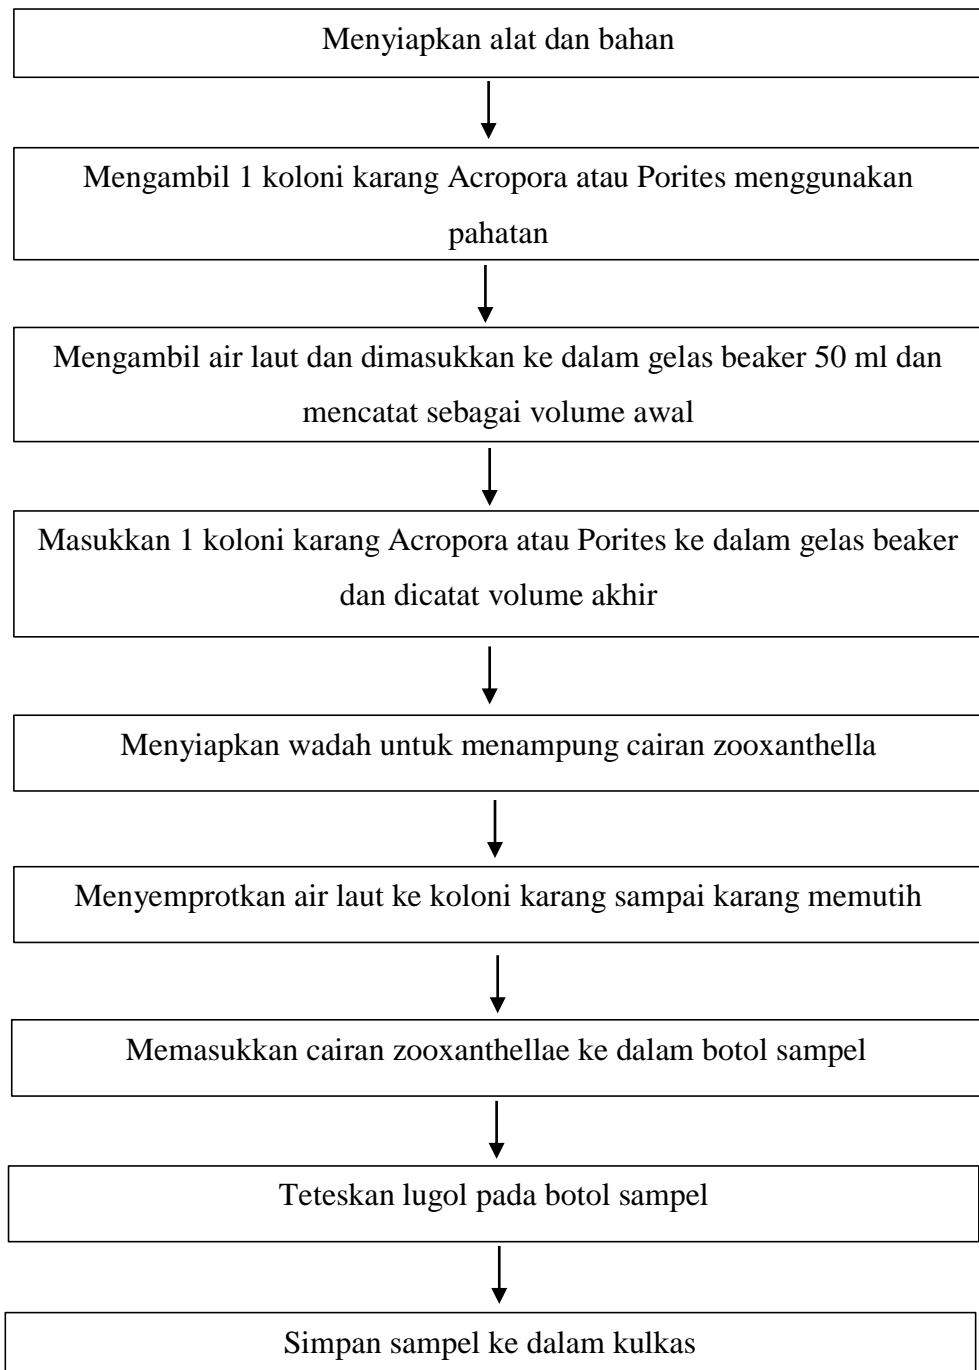 Menyiapkan alat dan bahan
Mengambil 1 koloni karang Acropora atau Porites menggunakan
pahatan
Mengambil air laut dan dimasukkan ke dalam gelas beaker 50 ml dan
mencatat sebagai volume awal
Masukkan 1 koloni karang Acropora atau Porites ke dalam gelas beaker
dan dicatat volume akhir
Menyiapkan wadah untuk menampung cairan zooxanthella
Menyemprotkan air laut ke koloni karang sampai karang memutih
Memasukkan cairan zooxanthellae ke dalam botol sampel
Teteskan lugol pada botol sampel
Simpan sampel ke dalam kulkas